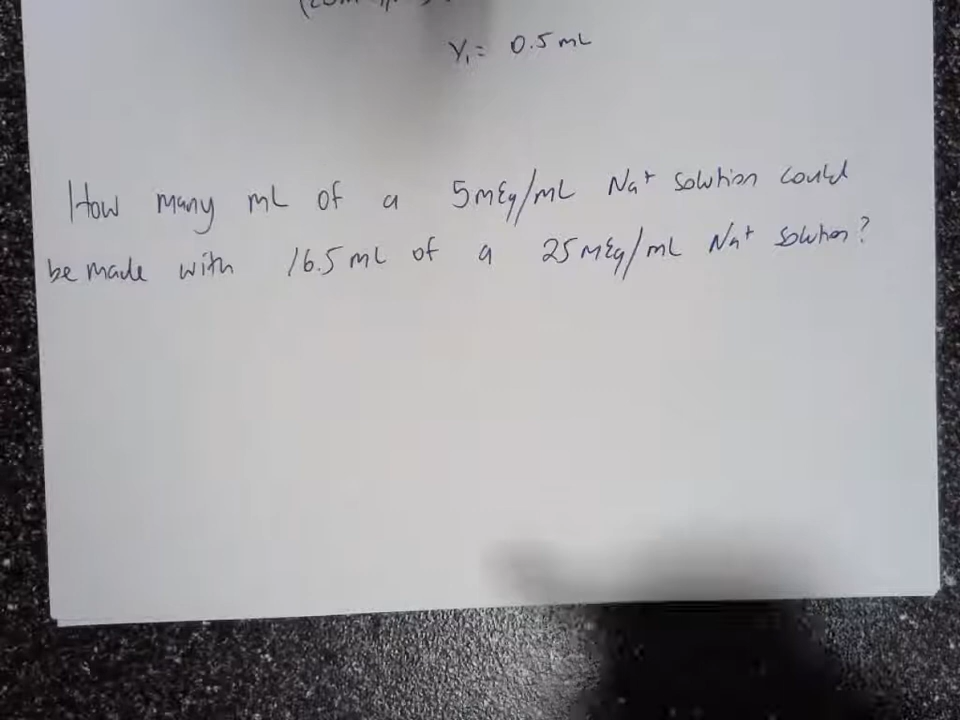 V₁= 0.5 mL
How many mL of a 5mEq/mL Na⁺ solution could
be made with 16.5 mL of a 25 mEq/mL Na⁺ solution?